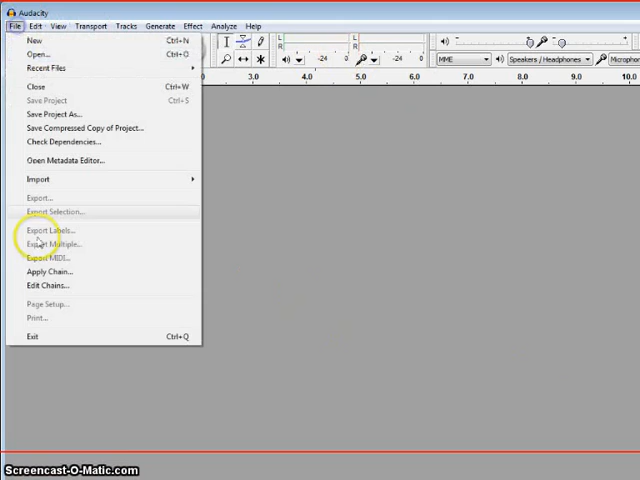 Audacity
File Edit View Transport Tracks Generate Effect Analyze Help
New Ctrl+N
Open... Ctrl+O
Recent Files
Close Ctrl+W
Save Project Ctrl+S
Save Project As...
Save Compressed Copy of Project...
Check Dependencies...
Open Metadata Editor...
Import
Export...
Export Selection...
Export Labels...
Export Multiple...
Export MIDI...
Apply Chain...
Edit Chains...
Page Setup...
Print...
Exit Ctrl+Q
L
R
-24 0
L
R
-24 0
MME
Speakers / Headphones
Micropho
3.0 4.0 5.0 6.0 7.0 8.0 9.0 10.0
Screencast-O-Matic.com